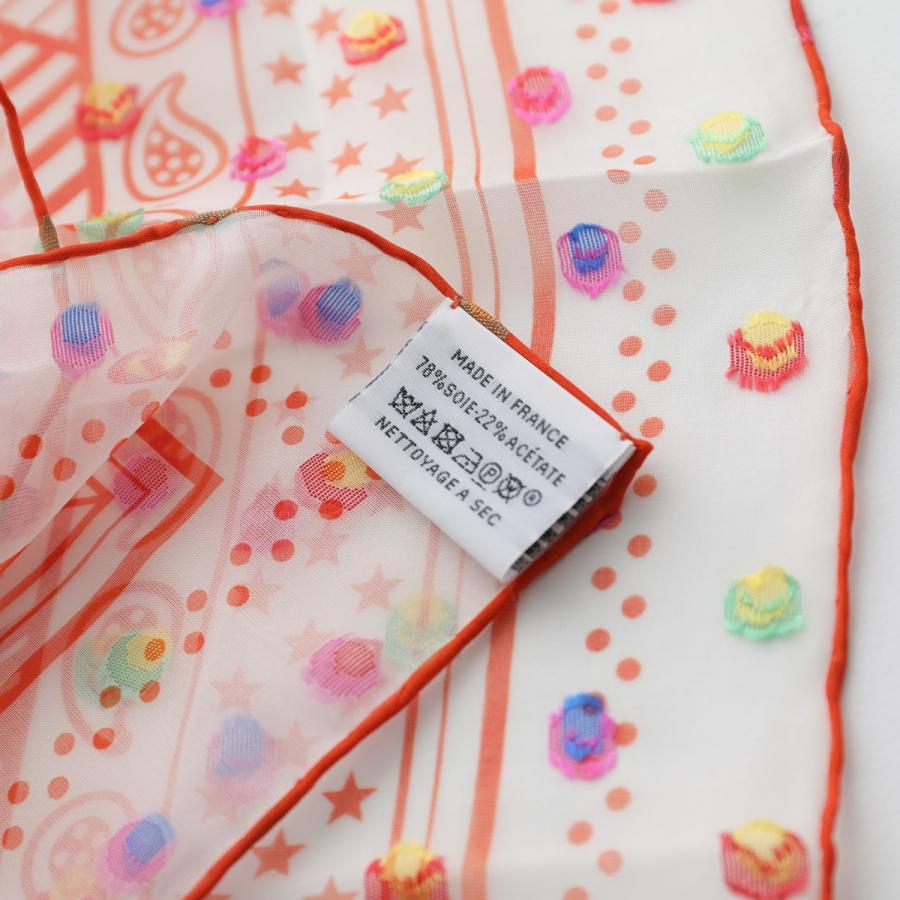 MADE IN FRANCE
78%SOIE-22%ACÉTATE
NETTOYAGE A SEC